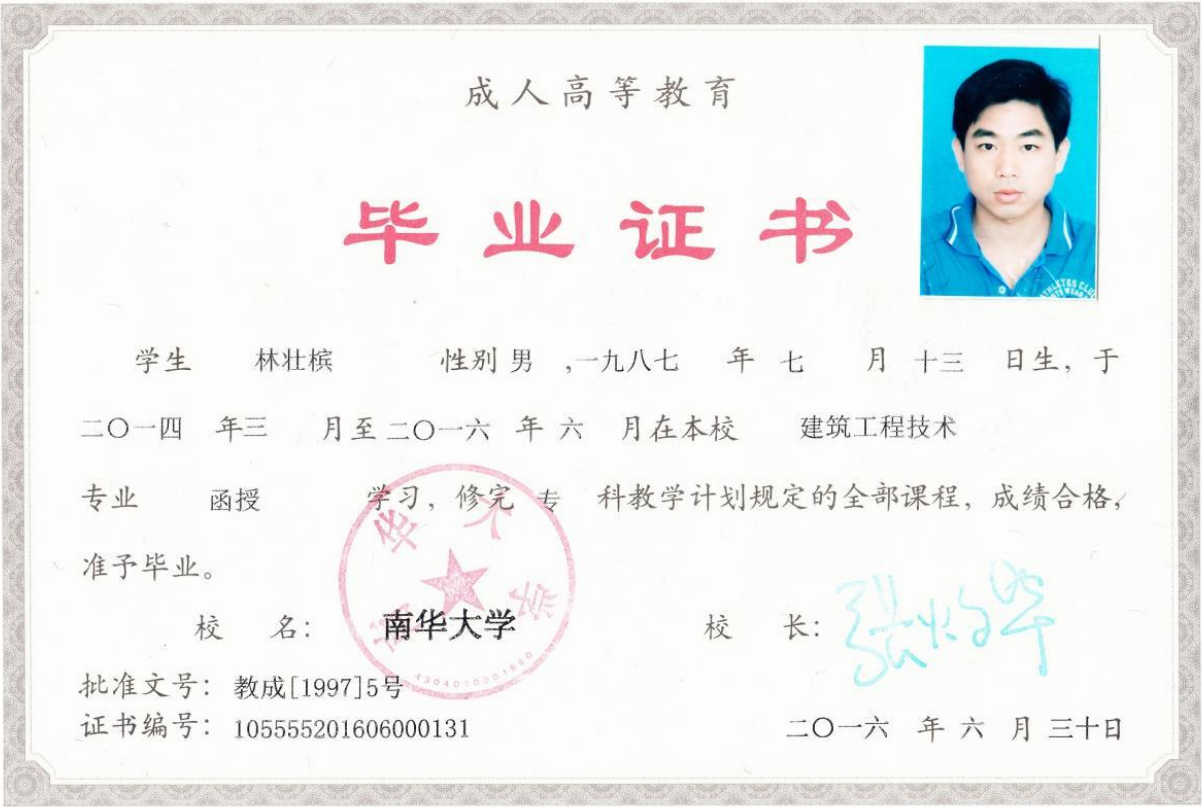 成人高等教育
毕业证书
学生 林壮槟 性别 男 ,一九八七 年 七 月 十三 日生，于
二〇一四 年三 月至二〇一六 年 六 月在本校 建筑工程技术
专业 函授 学习，修完 专 科教学计划规定的全部课程，成绩合格，
准予毕业。
校 名： 南华大学 校 长：
南华大学
批准文号：教成[1997]5号
证书编号：105555201606000131
二〇一六 年 六 月 三十日
ATHLETES CLU